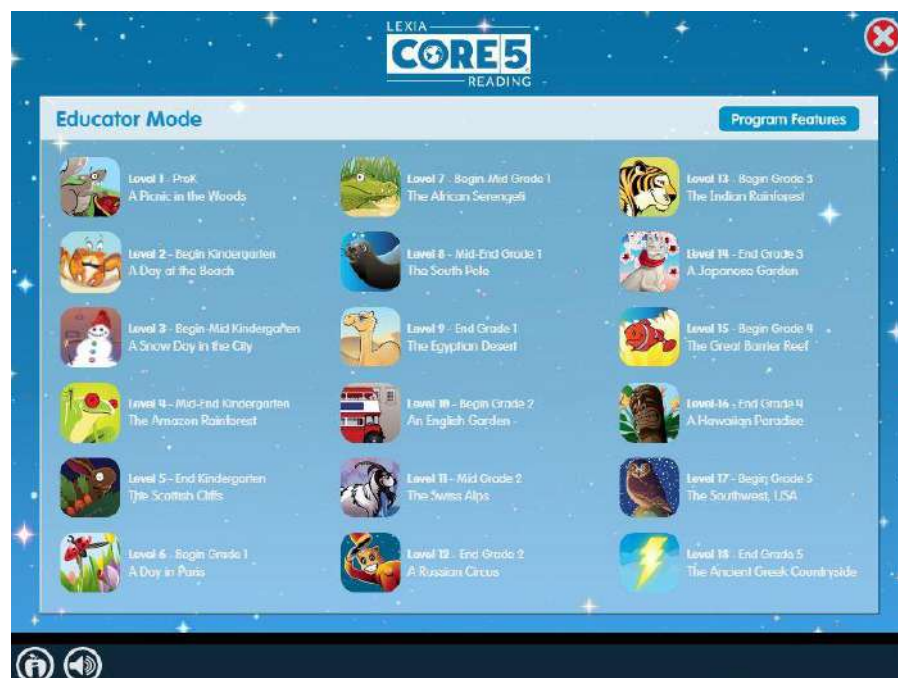 LEXIA
CORE5
READING
Educator Mode
Program Features
Level 1 - PreK
A Picnic in the Woods
Level 2 - Begin Kindergarten
A Day at the Beach
Level 3 - Begin-Mid Kindergarten
A Snow Day in the City
Level 4 - Mid-End Kindergarten
The Amazon Rainforest
Level 5 - End Kindergarten
The Scottish Cliffs
Level 6 - Begin Grade 1
A Day in Paris
Level 7 - Begin-Mid Grade 1
The African Serengeti
Level 8 - Mid-End Grade 1
The South Pole
Level 9 - End Grade 1
The Egyptian Desert
Level 10 - Begin Grade 2
An English Garden
Level 11 - Mid Grade 2
The Swiss Alps
Level 12 - End Grade 2
A Russian Circus
Level 13 - Begin Grade 3
The Indian Rainforest
Level 14 - End Grade 3
A Japanese Garden
Level 15 - Begin Grade 4
The Great Barrier Reef
Level 16 - End Grade 4
A Hawaiian Paradise
Level 17 - Begin Grade 5
The Southwest, USA
Level 18 - End Grade 5
The Ancient Greek Countryside